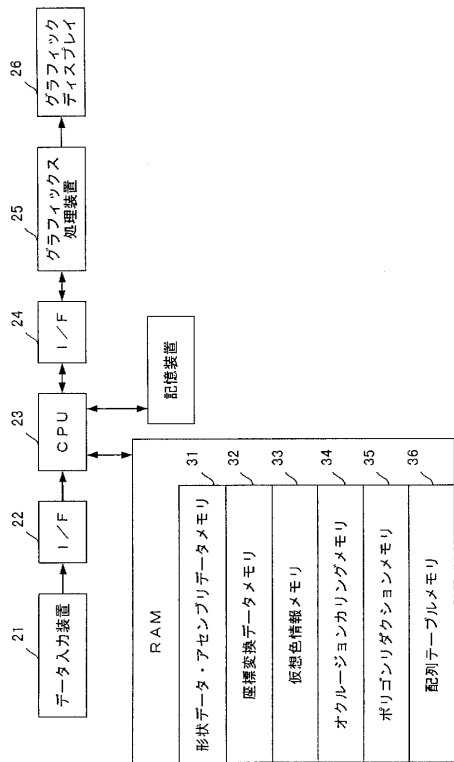 21
データ入力装置
22
I/F
23
CPU
24
I/F
25
グラフィックス
処理装置
26
グラフィック
ディスプレイ
記憶装置
RAM
形状データ・アセンブリデータメモリ
31
座標変換データメモリ
32
仮想色情報メモリ
33
オクルージョンカリングメモリ
34
ポリゴンリダクションメモリ
35
配列テーブルメモリ
36